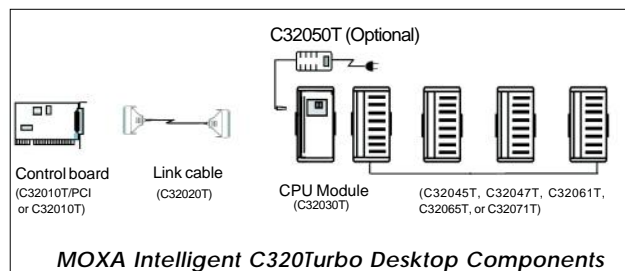 C32050T (Optional)
Control board
(C32010T/PCI
or C32010T)
Link cable
(C32020T)
CPU Module
(C32030T)
(C32045T, C32047T, C32061T,
C32065T, or C32071T)
MOXA Intelligent C320Turbo Desktop Components